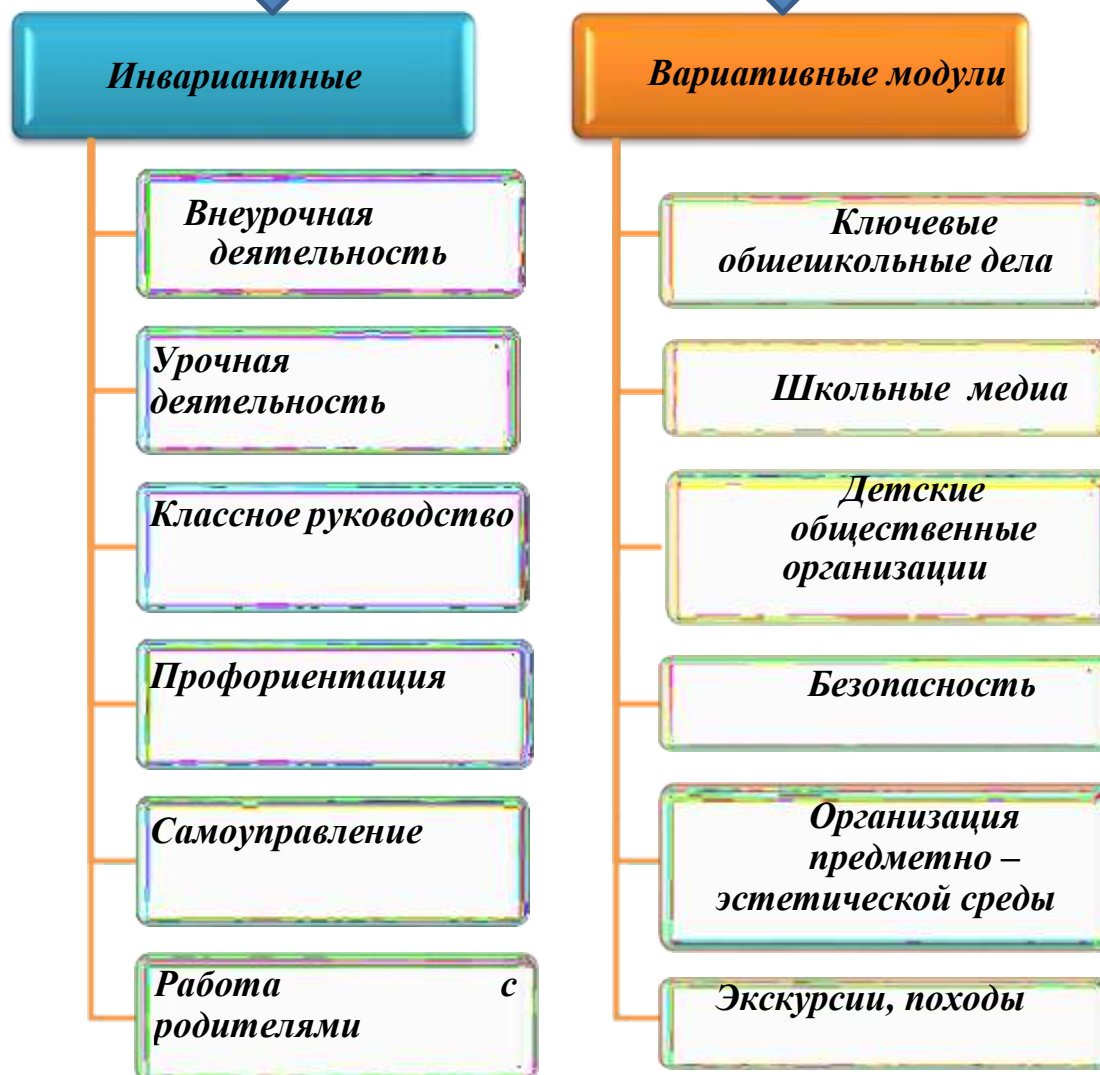 Инвариантные
Внеурочная
деятельность
Урочная
деятельность
Классное руководство
Профориентация
Самоуправление
Работа с
родителями
Вариативные модули
Ключевые
обшешкольные дела
Школьные медиа
Детские
общественные
организации
Безопасность
Организация
предметно –
эстетической среды
Экскурсии, походы